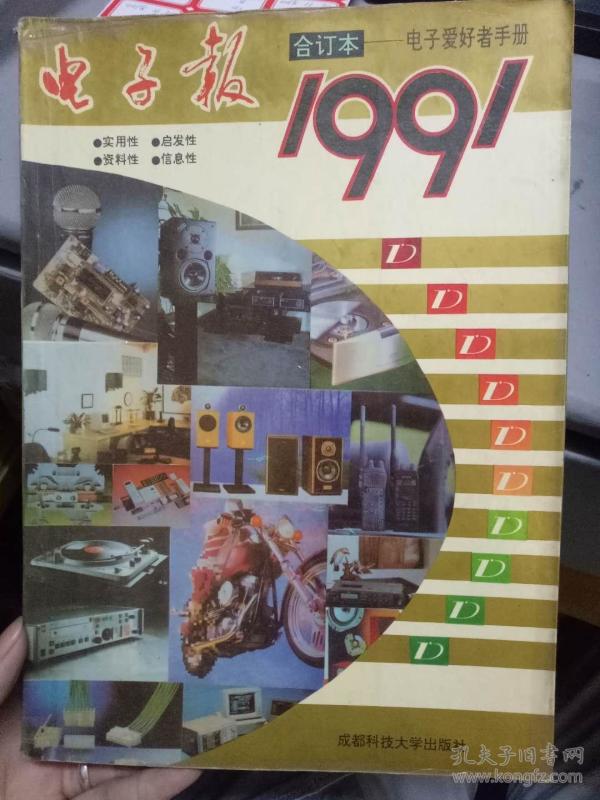 电子报
合订本——电子爱好者手册
1991
●实用性 ●启发性
●资料性 ●信息性
D
D
D
D
D
D
D
D
D
D
成都科技大学出版社
孔夫子旧书网
www.kongfz.com